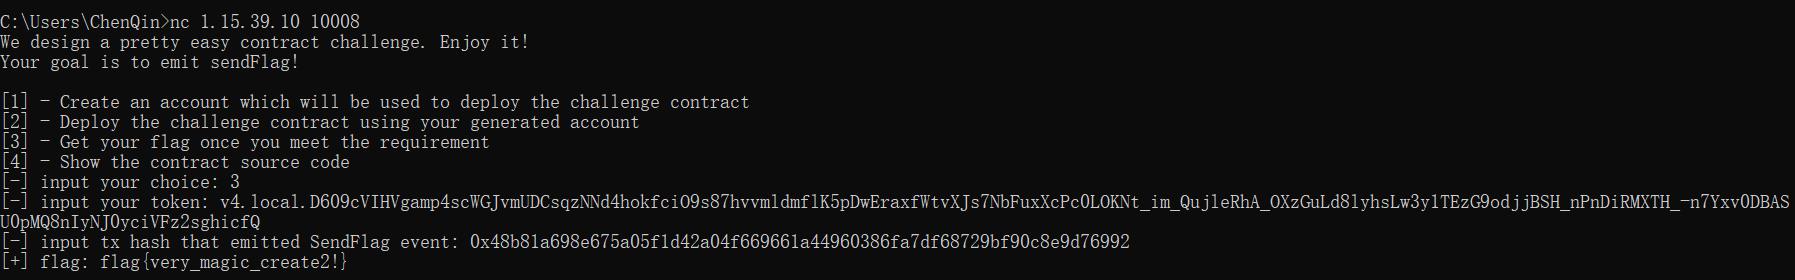 C:\Users\ChenQin>nc 1.15.39.10 10008
We design a pretty easy contract challenge. Enjoy it!
Your goal is to emit sendFlag!
[1] - Create an account which will be used to deploy the challenge contract
[2] - Deploy the challenge contract using your generated account
[3] - Get your flag once you meet the requirement
[4] - Show the contract source code
[-] input your choice: 3
[-] input your token: v4.local.D6O9cVIHVgamp4scWGJvmUDCsqzNNd4hokfciO9s87hvvmldmflK5pDwEraxfWtvXJs7NbFuxXcPc0LOKNt_im_QujleRhA_OXzGuLd8lyhsLw3ylTEzG9odjjBSH_nPnDiRMXTH_-n7Yxv0DBAS
U0pMQ8nIyNJ0yciVFz2sghicfQ
[-] input tx hash that emitted SendFlag event: 0x48b81a698e675a05f1d42a04f669661a44960386fa7df68729bf90c8e9d76992
[+] flag: flag{very_magic_create2!}